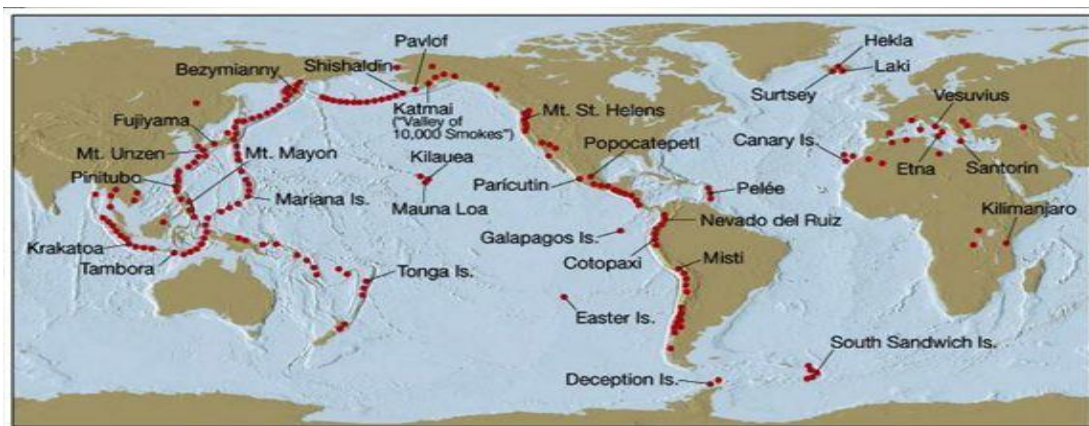 Pavlof
Hekla
Shishaldin
Bezymianny
Laki
Katmai
("Valley of
10,000 Smokes")
Surtsey
Vesuvius
Mt. St. Helens
Fujiyama
Canary Is.
Mt. Unzen
Mt. Mayon
Popocatepetl
Kilauea
Etna
Santorin
Pinitubo
Parícutin
Pelée
Mariana Is.
Mauna Loa
Kilimanjaro
Nevado del Ruiz
Galapagos Is.
Krakatoa
Cotopaxi
Misti
Tambora
Tonga Is.
Easter Is.
South Sandwich Is.
Deception Is.